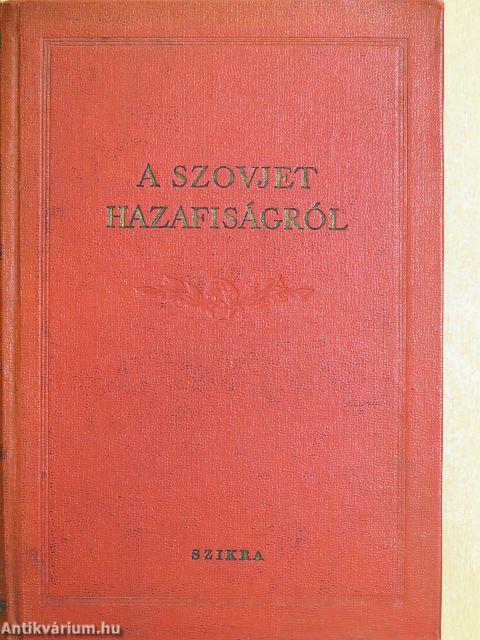 A SZOVJET
HAZAFISÁGRÓL
SZIKRA
Antikvárium.hu